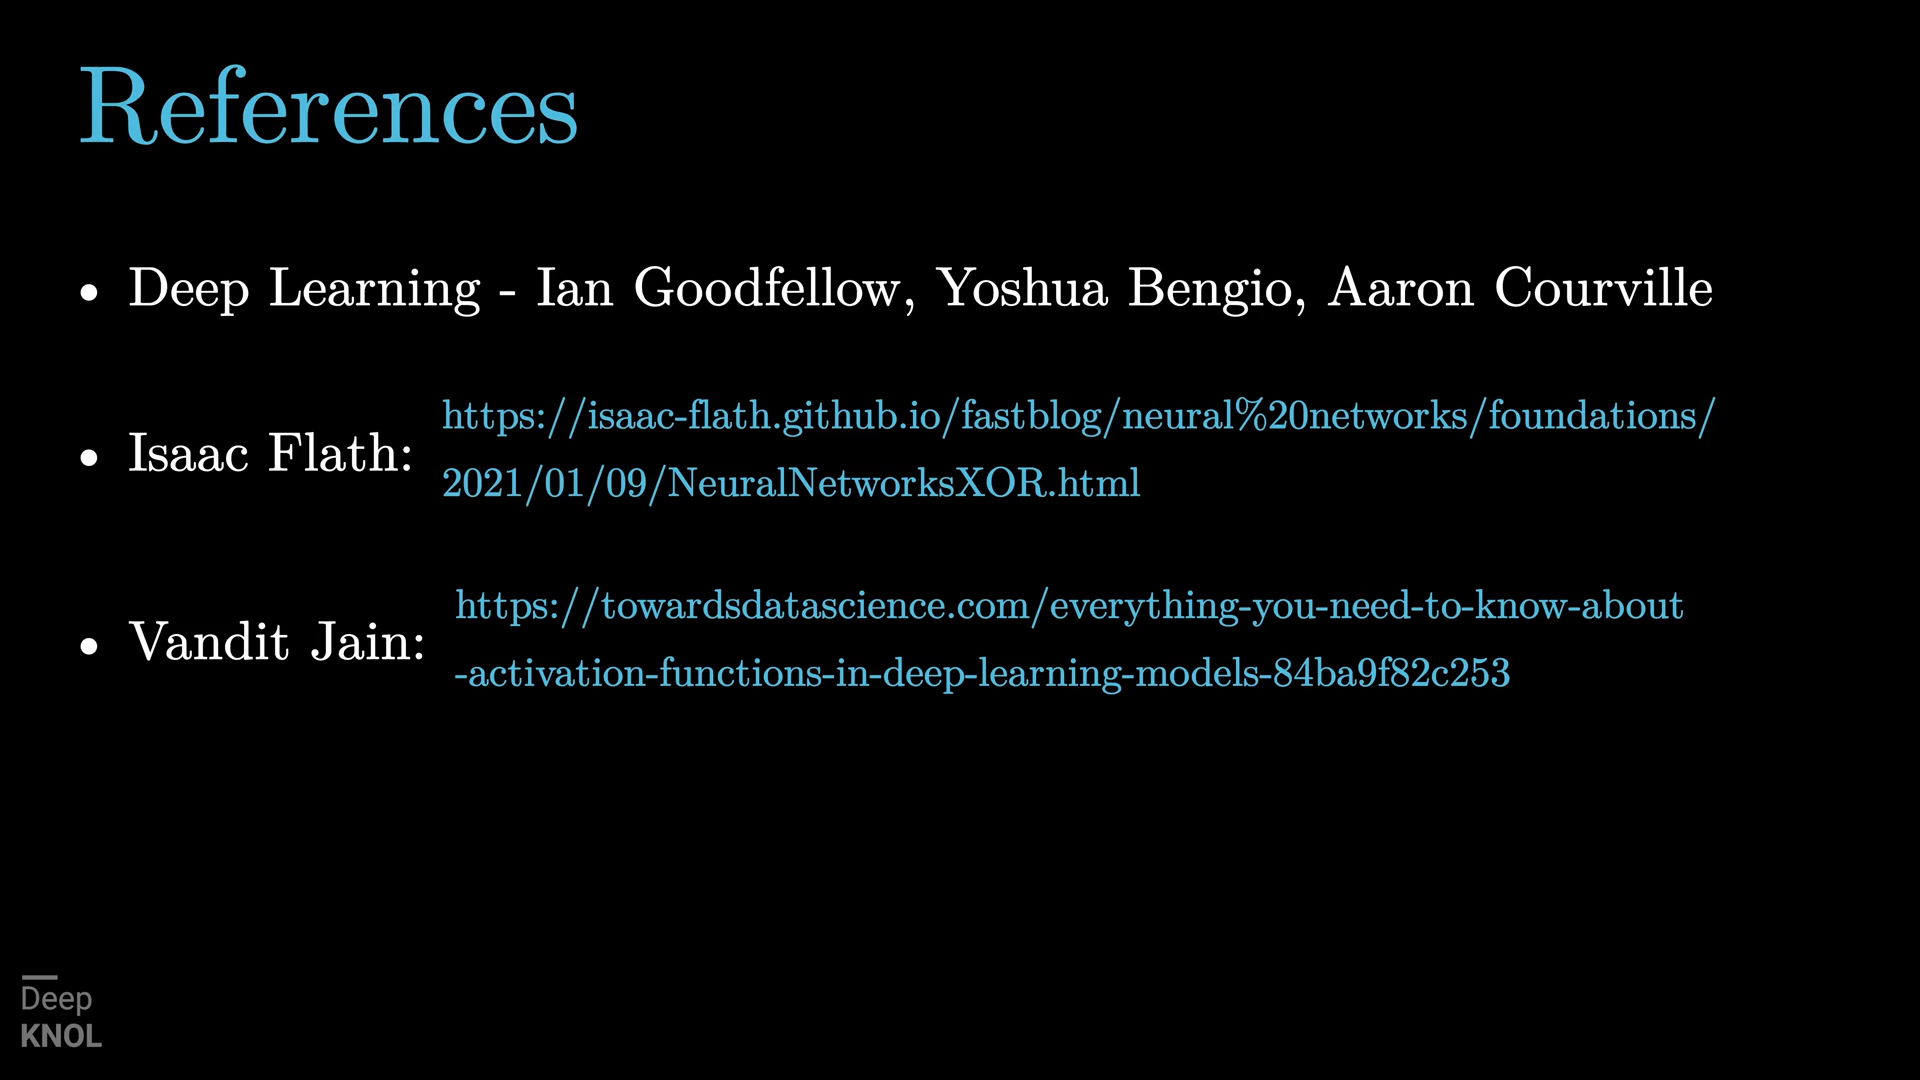 References
• Deep Learning - Ian Goodfellow, Yoshua Bengio, Aaron Courville
• Isaac Flath: https://isaac-flath.github.io/fastblog/neural%20networks/foundations/
2021/01/09/NeuralNetworksXOR.html
• Vandit Jain: https://towardsdatascience.com/everything-you-need-to-know-about
-activation-functions-in-deep-learning-models-84ba9f82c253
Deep
KNOL